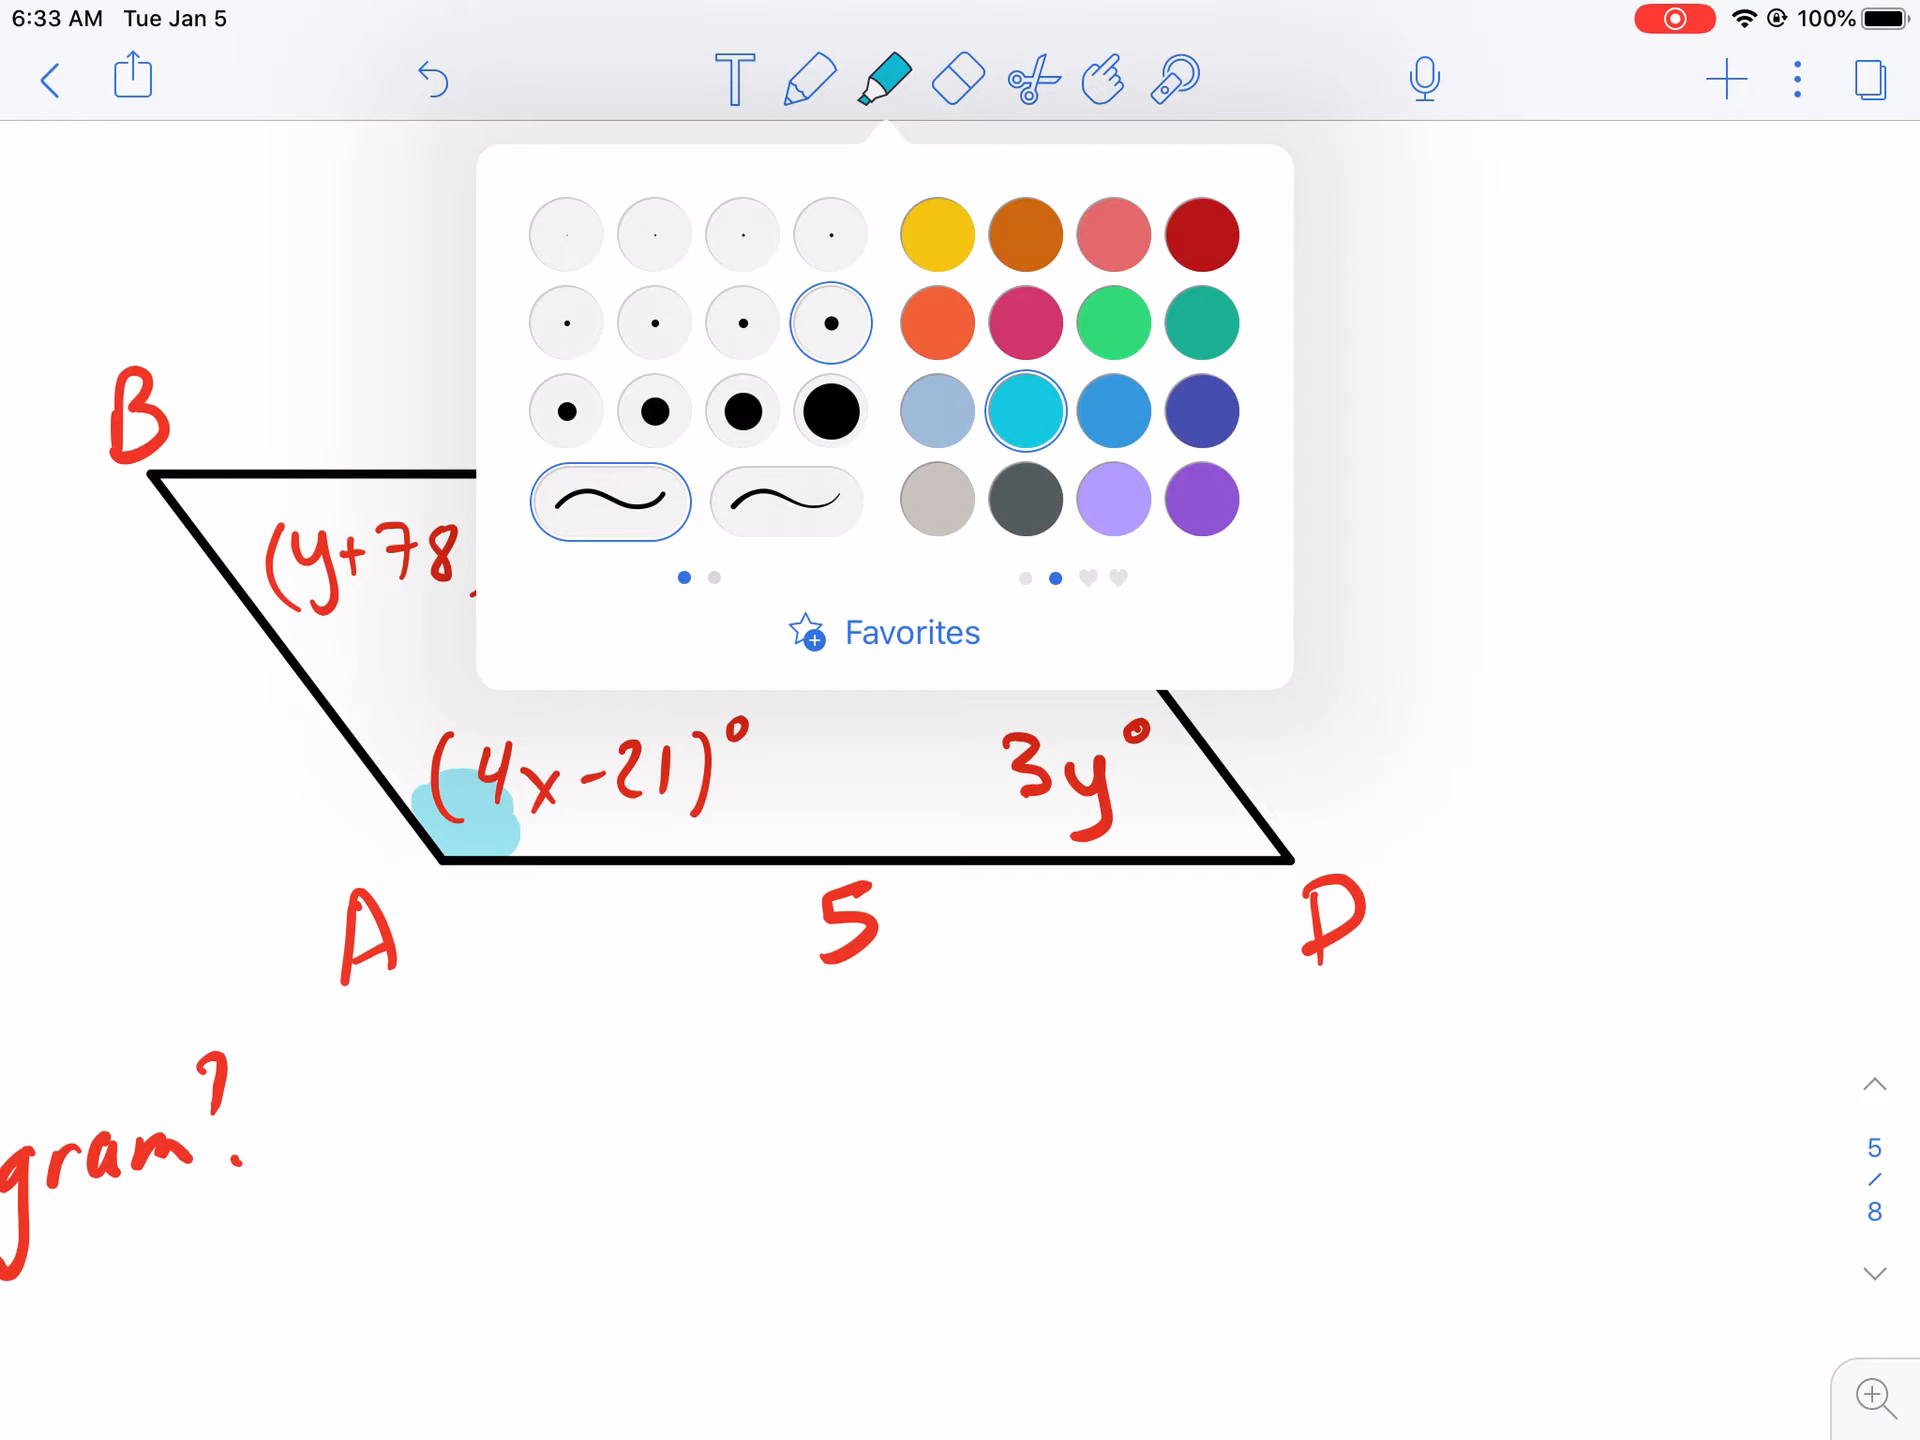 6:33 AM Tue Jan 5
100%
T
Favorites
B
(y+78
(4x-21)°
3y°
A
5
D
gram?
5
/
8